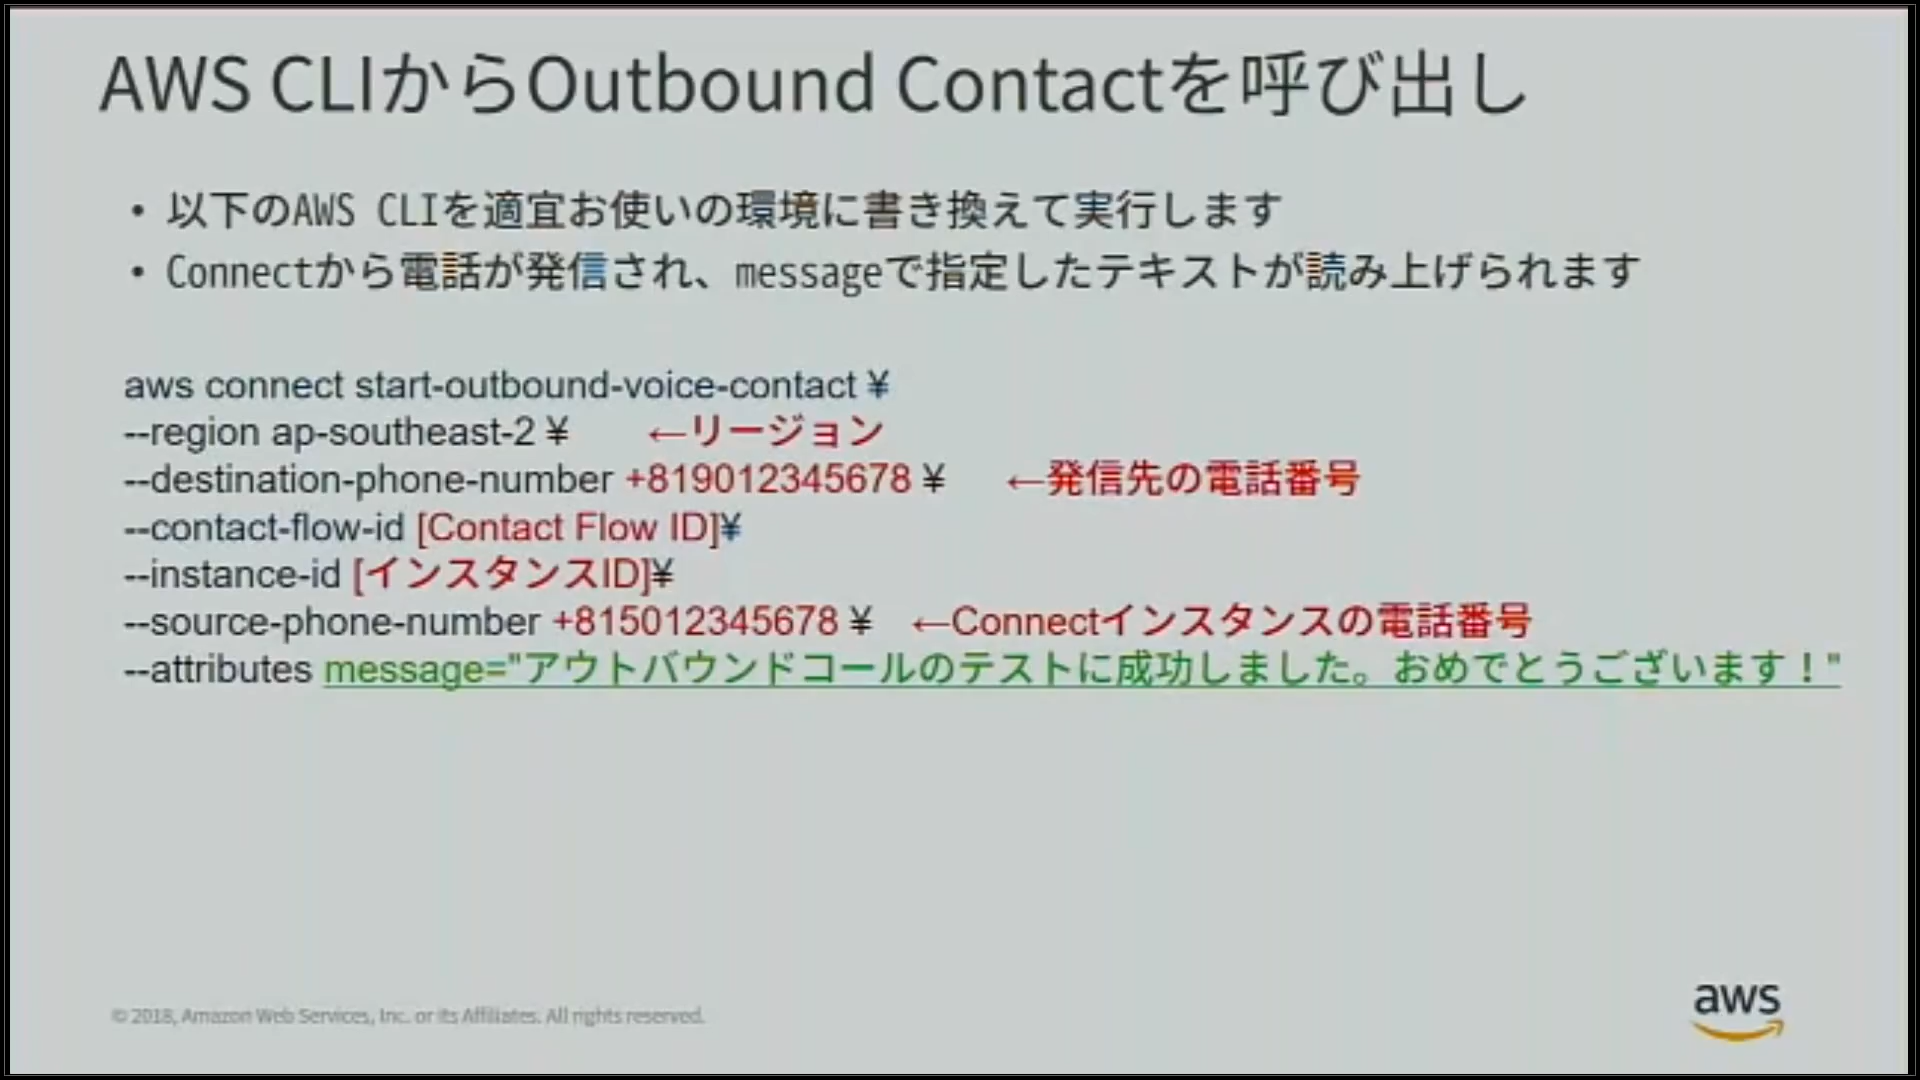 AWS CLIからOutbound Contactを呼び出し
• 以下のAWS CLIを適宜お使いの環境に書き換えて実行します
• Connectから電話が発信され、messageで指定したテキストが読み上げられます
aws connect start-outbound-voice-contact ¥
--region ap-southeast-2 ¥ ←リージョン
--destination-phone-number +819012345678 ¥ ←発信先の電話番号
--contact-flow-id [Contact Flow ID]¥
--instance-id [インスタンスID]¥
--source-phone-number +815012345678 ¥ ←Connectインスタンスの電話番号
--attributes message="アウトバウンドコールのテストに成功しました。おめでとうございます！"
© 2018, Amazon Web Services, Inc. or its Affiliates. All rights reserved.
aws